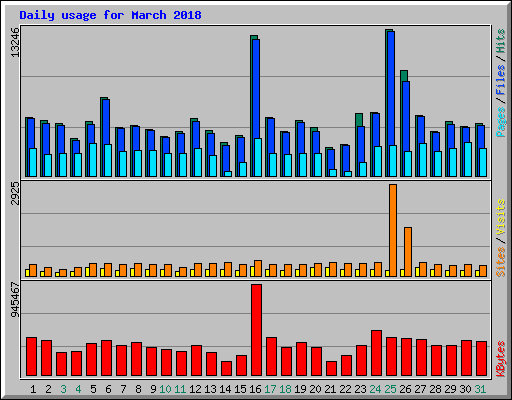 Daily usage for March 2018
13246
Pages / Files / Hits
2925
Sites / Visits
945467
KBytes
1 2 3 4 5 6 7 8 9 10 11 12 13 14 15 16 17 18 19 20 21 22 23 24 25 26 27 28 29 30 31